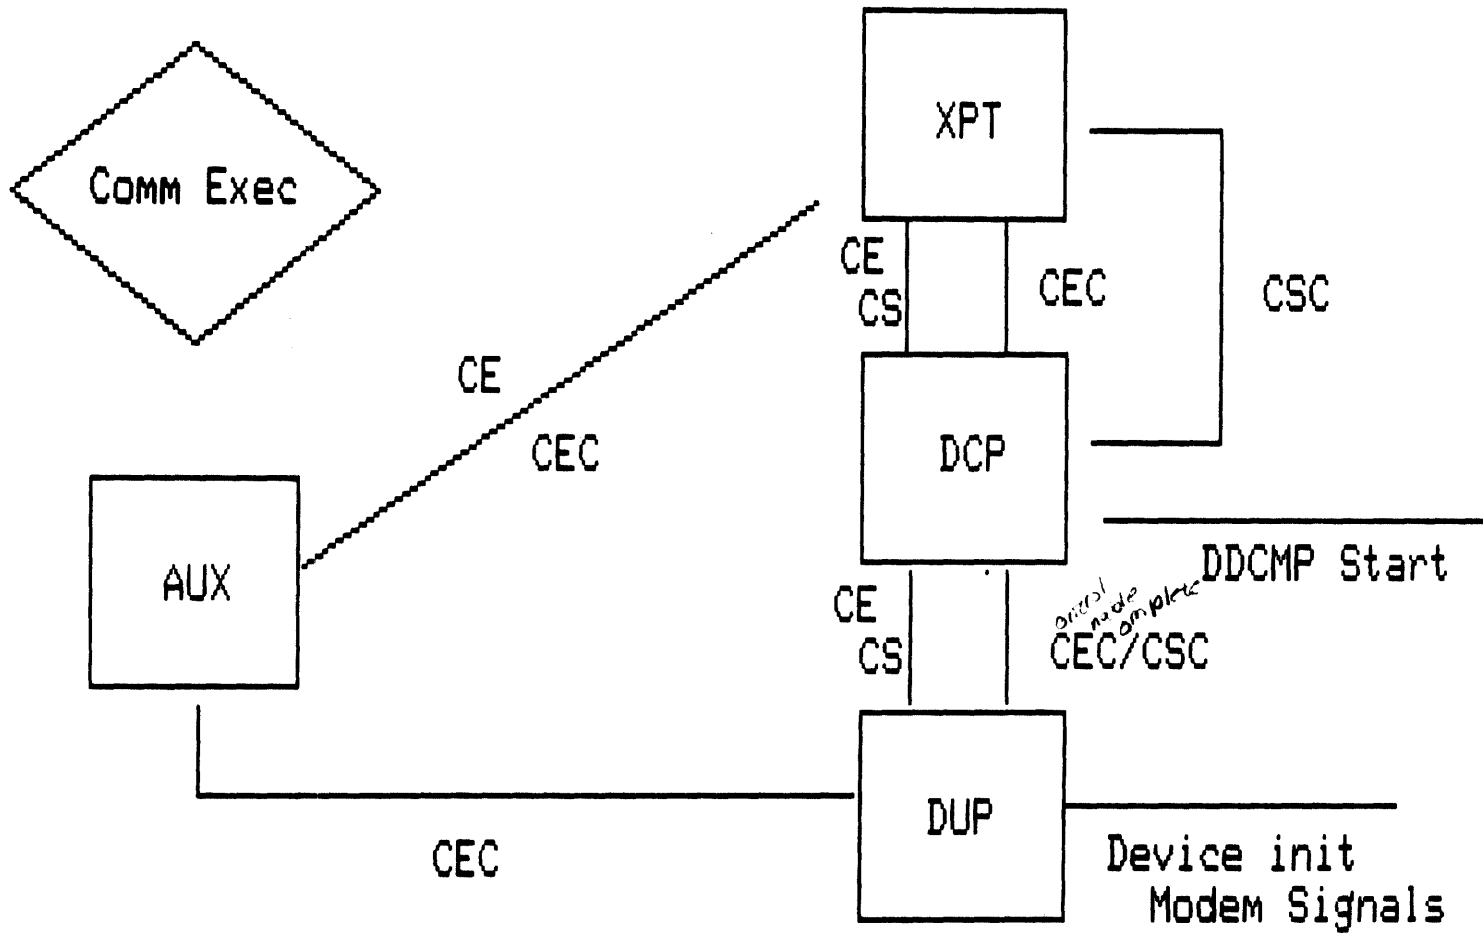 XPT
Comm Exec
CE
CS
CEC
CSC
CE
CEC
DCP
AUX
DDCMP Start
CE
CS
CEC/CSC
DUP
CEC
Device init
Modem Signals